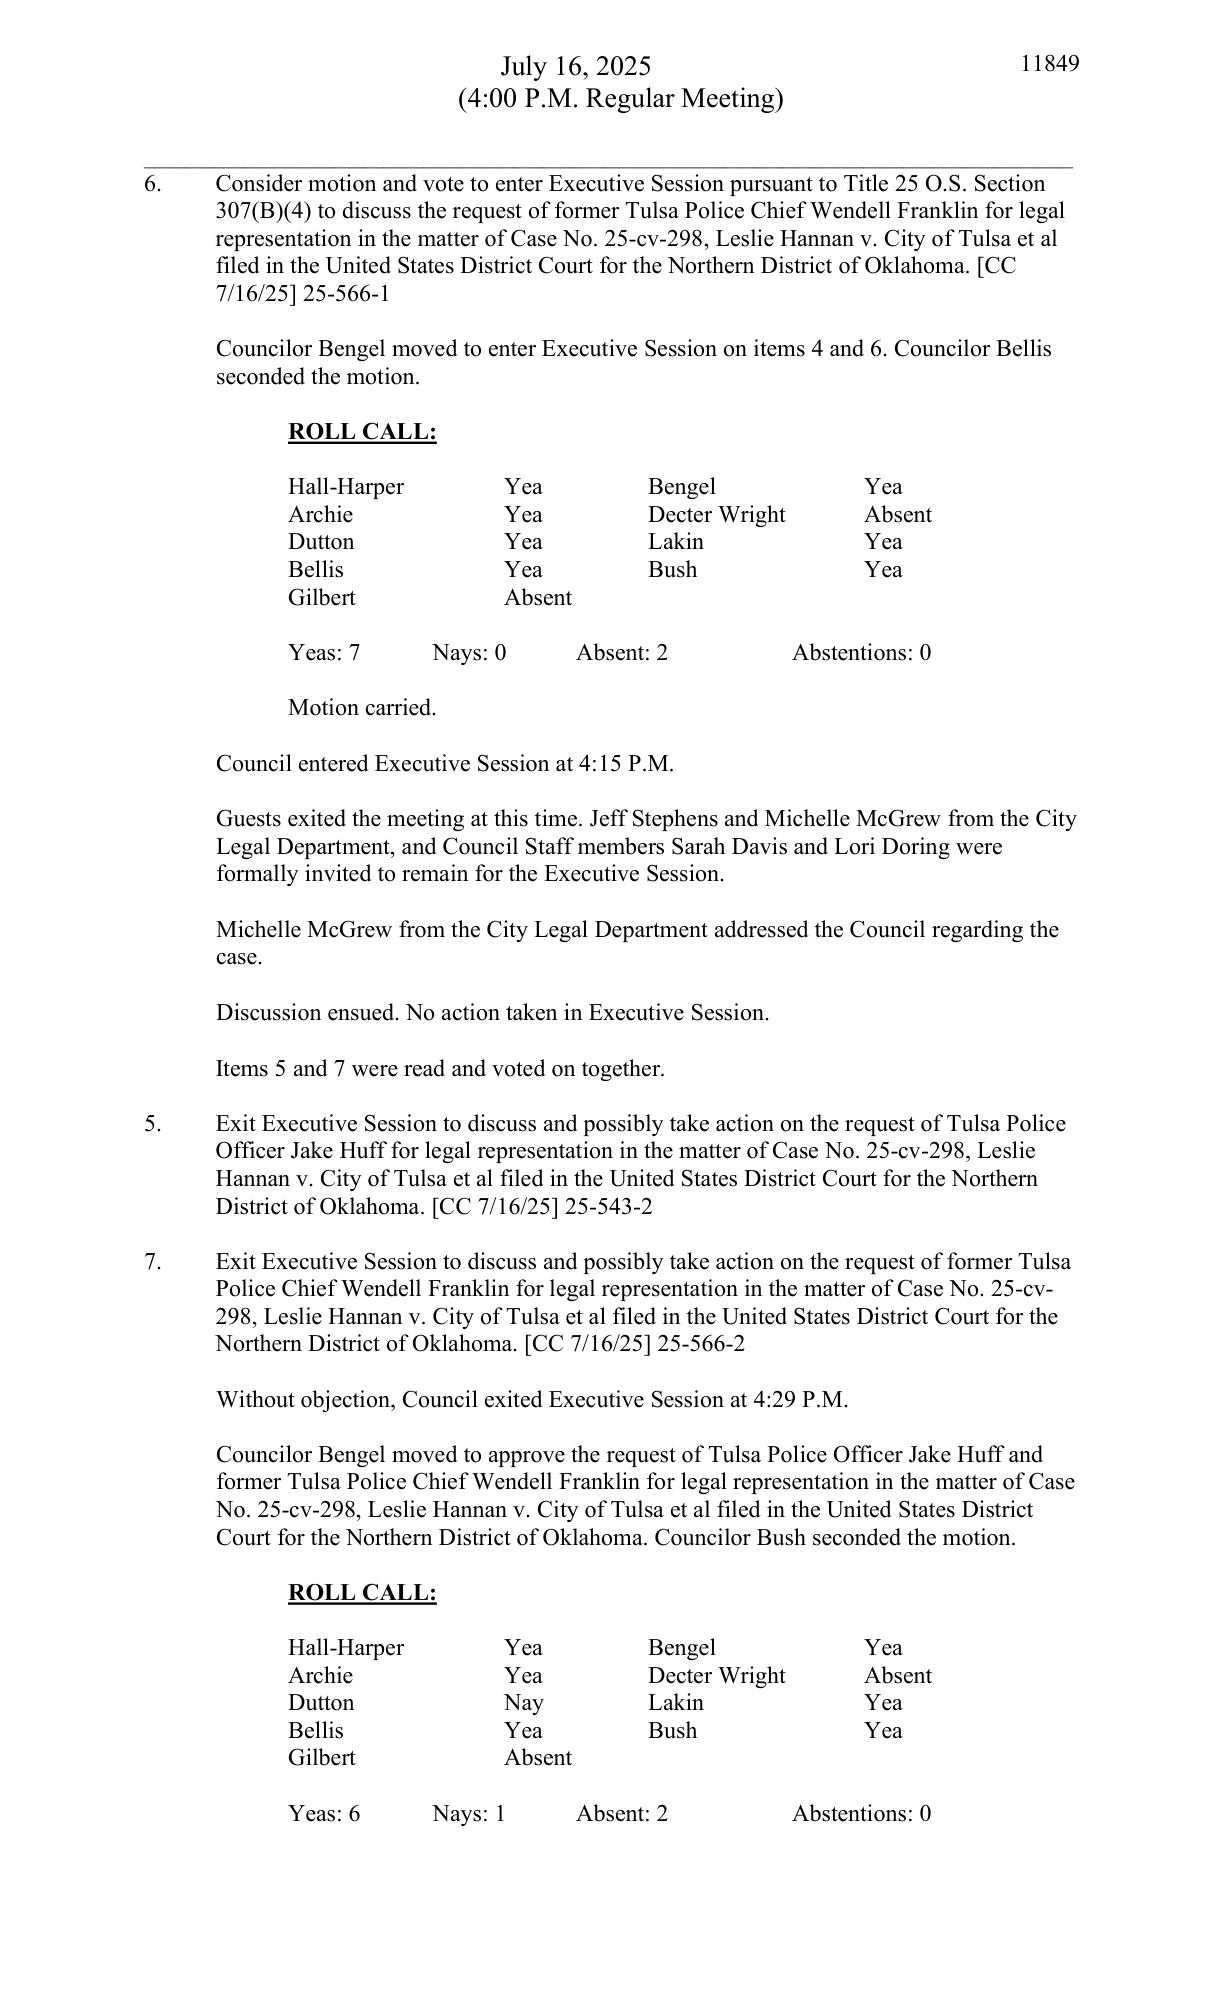 July 16, 2025 11849
(4:00 P.M. Regular Meeting)
6. Consider motion and vote to enter Executive Session pursuant to Title 25 O.S. Section
307(B)(4) to discuss the request of former Tulsa Police Chief Wendell Franklin for legal
representation in the matter of Case No. 25-cv-298, Leslie Hannan v. City of Tulsa et al
filed in the United States District Court for the Northern District of Oklahoma. [CC
7/16/25] 25-566-1
Councilor Bengel moved to enter Executive Session on items 4 and 6. Councilor Bellis
seconded the motion.
ROLL CALL:
Hall-Harper Yea Bengel Yea
Archie Yea Decter Wright Absent
Dutton Yea Lakin Yea
Bellis Yea Bush Yea
Gilbert Absent
Yeas: 7 Nays: 0 Absent: 2 Abstentions: 0
Motion carried.
Council entered Executive Session at 4:15 P.M.
Guests exited the meeting at this time. Jeff Stephens and Michelle McGrew from the City
Legal Department, and Council Staff members Sarah Davis and Lori Doring were
formally invited to remain for the Executive Session.
Michelle McGrew from the City Legal Department addressed the Council regarding the
case.
Discussion ensued. No action taken in Executive Session.
Items 5 and 7 were read and voted on together.
5. Exit Executive Session to discuss and possibly take action on the request of Tulsa Police
Officer Jake Huff for legal representation in the matter of Case No. 25-cv-298, Leslie
Hannan v. City of Tulsa et al filed in the United States District Court for the Northern
District of Oklahoma. [CC 7/16/25] 25-543-2
7. Exit Executive Session to discuss and possibly take action on the request of former Tulsa
Police Chief Wendell Franklin for legal representation in the matter of Case No. 25-cv-
298, Leslie Hannan v. City of Tulsa et al filed in the United States District Court for the
Northern District of Oklahoma. [CC 7/16/25] 25-566-2
Without objection, Council exited Executive Session at 4:29 P.M.
Councilor Bengel moved to approve the request of Tulsa Police Officer Jake Huff and
former Tulsa Police Chief Wendell Franklin for legal representation in the matter of Case
No. 25-cv-298, Leslie Hannan v. City of Tulsa et al filed in the United States District
Court for the Northern District of Oklahoma. Councilor Bush seconded the motion.
ROLL CALL:
Hall-Harper Yea Bengel Yea
Archie Yea Decter Wright Absent
Dutton Nay Lakin Yea
Bellis Yea Bush Yea
Gilbert Absent
Yeas: 6 Nays: 1 Absent: 2 Abstentions: 0